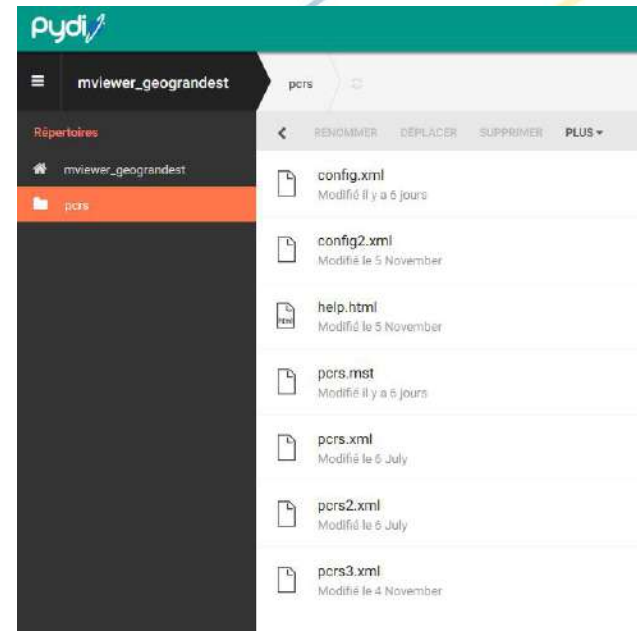 pydi
mviewer_geograndest
pcrs
Répertoires
RENOMMER DÉPLACER SUPPRIMER PLUS
mviewer_geograndest
pcrs
config.xml
Modifié il y a 6 jours
config2.xml
Modifié le 5 November
help.html
html
Modifié le 5 November
pcrs.mst
Modifié il y a 6 jours
pcrs.xml
Modifié le 6 July
pcrs2.xml
Modifié le 6 July
pcrs3.xml
Modifié le 4 November